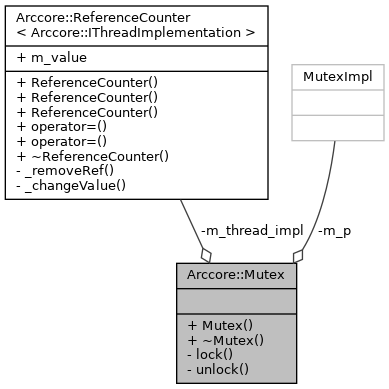 Arccore::ReferenceCounter
< Arccore::IThreadImplementation >
+ m_value
+ ReferenceCounter()
+ ReferenceCounter()
+ ReferenceCounter()
+ operator=()
+ operator=()
+ ~ReferenceCounter()
- _removeRef()
- _changeValue()
MutexImpl
-m_thread_impl
-m_p
Arccore::Mutex
+ Mutex()
+ ~Mutex()
- lock()
- unlock()